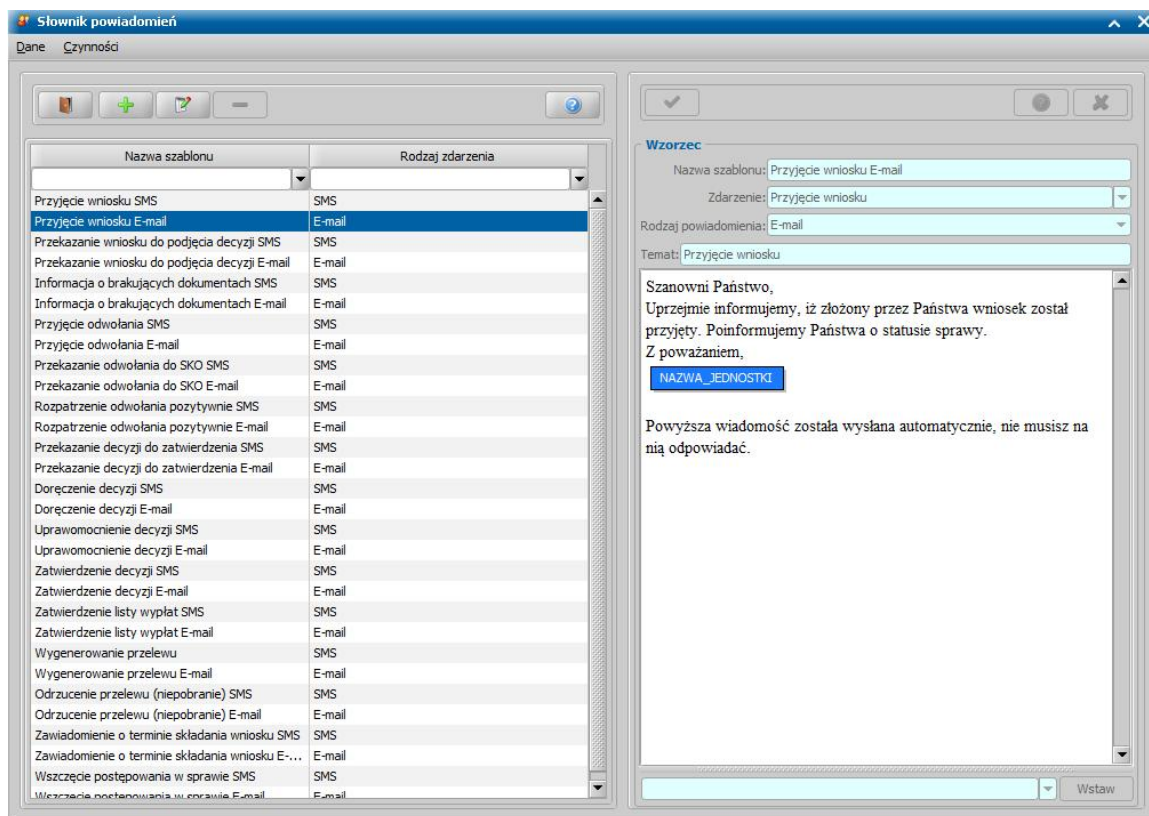 Słownik powiadomień
Dane Czynności
Nazwa szablonu Rodzaj zdarzenia
Przyjęcie wniosku SMS SMS
Przyjęcie wniosku E-mail E-mail
Przekazanie wniosku do podjęcia decyzji SMS SMS
Przekazanie wniosku do podjęcia decyzji E-mail E-mail
Informacja o brakujących dokumentach SMS SMS
Informacja o brakujących dokumentach E-mail E-mail
Przyjęcie odwołania SMS SMS
Przyjęcie odwołania E-mail E-mail
Przekazanie odwołania do SKO SMS SMS
Przekazanie odwołania do SKO E-mail E-mail
Rozpatrzenie odwołania pozytywnie SMS SMS
Rozpatrzenie odwołania pozytywnie E-mail E-mail
Przekazanie decyzji do zatwierdzenia SMS SMS
Przekazanie decyzji do zatwierdzenia E-mail E-mail
Doręczenie decyzji SMS SMS
Doręczenie decyzji E-mail E-mail
Uprawomocnienie decyzji SMS SMS
Uprawomocnienie decyzji E-mail E-mail
Zatwierdzenie decyzji SMS SMS
Zatwierdzenie decyzji E-mail E-mail
Zatwierdzenie listy wypłat SMS SMS
Zatwierdzenie listy wypłat E-mail E-mail
Wygenerowanie przelewu SMS
Wygenerowanie przelewu E-mail E-mail
Odrzucenie przelewu (niepobranie) SMS SMS
Odrzucenie przelewu (niepobranie) E-mail E-mail
Zawiadomienie o terminie składania wniosku SMS SMS
Zawiadomienie o terminie składania wniosku E-... E-mail
Wszczęcie postępowania w sprawie SMS SMS
Wszczęcie postępowania w sprawie E-mail E-mail
Wzorzec
Nazwa szablonu: Przyjęcie wniosku E-mail
Zdarzenie: Przyjęcie wniosku
Rodzaj powiadomienia: E-mail
Temat: Przyjęcie wniosku
Szanowni Państwo,
Uprzejmie informujemy, iż złożony przez Państwa wniosek został
przyjęty. Poinformujemy Państwa o statusie sprawy.
Z poważaniem,
NAZWA_JEDNOSTKI
Powyższa wiadomość została wysłana automatycznie, nie musisz na
nią odpowiadać.
Wstaw